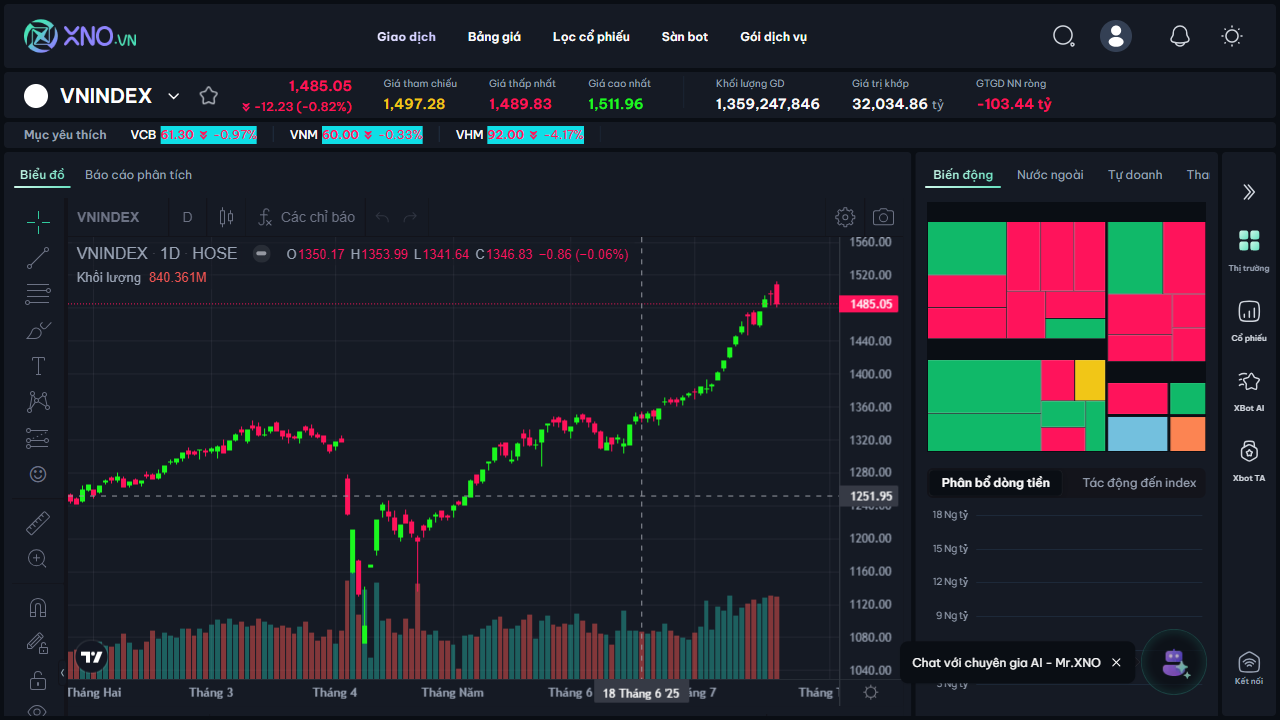 XNO.VN
Giao dịch Bảng giá Lọc cổ phiếu Sàn bot Gói dịch vụ
VNINDEX
1,485.05
-12.23 (-0.82%)
Giá tham chiếu
1,497.28
Giá thấp nhất
1,489.83
Giá cao nhất
1,511.96
Khối lượng GD
1,359,247,846
Giá trị khớp
32,034.86 tỷ
GTGD NN ròng
-103.44 tỷ
Mục yêu thích VCB 61.30 -0.97% VNM 60.00 -0.33% VHM 92.00 -4.17%
Biểu đồ Báo cáo phân tích
VNINDEX D Các chỉ báo
VNINDEX · 1D · HOSE O1350.17 H1353.99 L1341.64 C1346.83 −0.86 (−0.06%)
Khối lượng 840.361M
1560.00
1520.00
1485.05
1440.00
1400.00
1360.00
1320.00
1280.00
1251.95
1240.00
1200.00
1160.00
1120.00
1080.00
1040.00
Tháng Hai Tháng 3 Tháng 4 Tháng Năm Tháng 6 18 Tháng 6 '25
Biến động Nước ngoài Tự doanh
Phân bổ dòng tiền Tác động đến index
18 Ng tỷ
15 Ng tỷ
12 Ng tỷ
9 Ng tỷ
Chat với chuyên gia AI - Mr.XNO
Thị trường
Cổ phiếu
XBot AI
Xbot TA
Kết nối